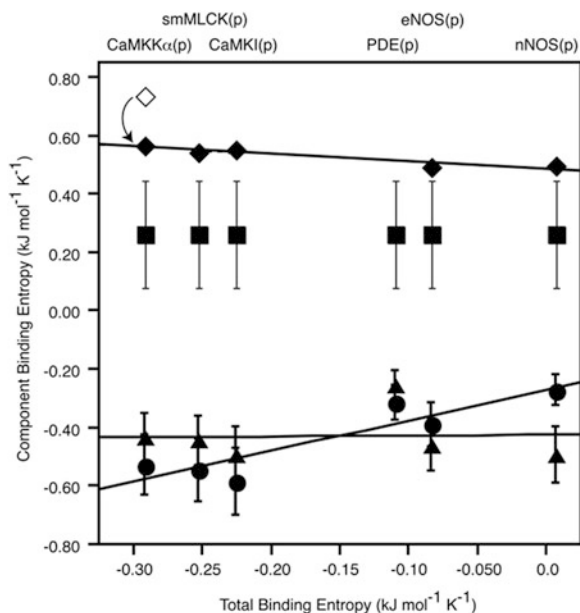 smMLCK(p) eNOS(p)
CaMKKα(p) CaMKI(p) PDE(p) nNOS(p)
0.80
0.60
0.40
0.20
0.00
-0.20
-0.40
-0.60
-0.80
Component Binding Entropy (kJ mol⁻¹ K⁻¹)
-0.30 -0.25 -0.20 -0.15 -0.10 -0.050 0.0
Total Binding Entropy (kJ mol⁻¹ K⁻¹)